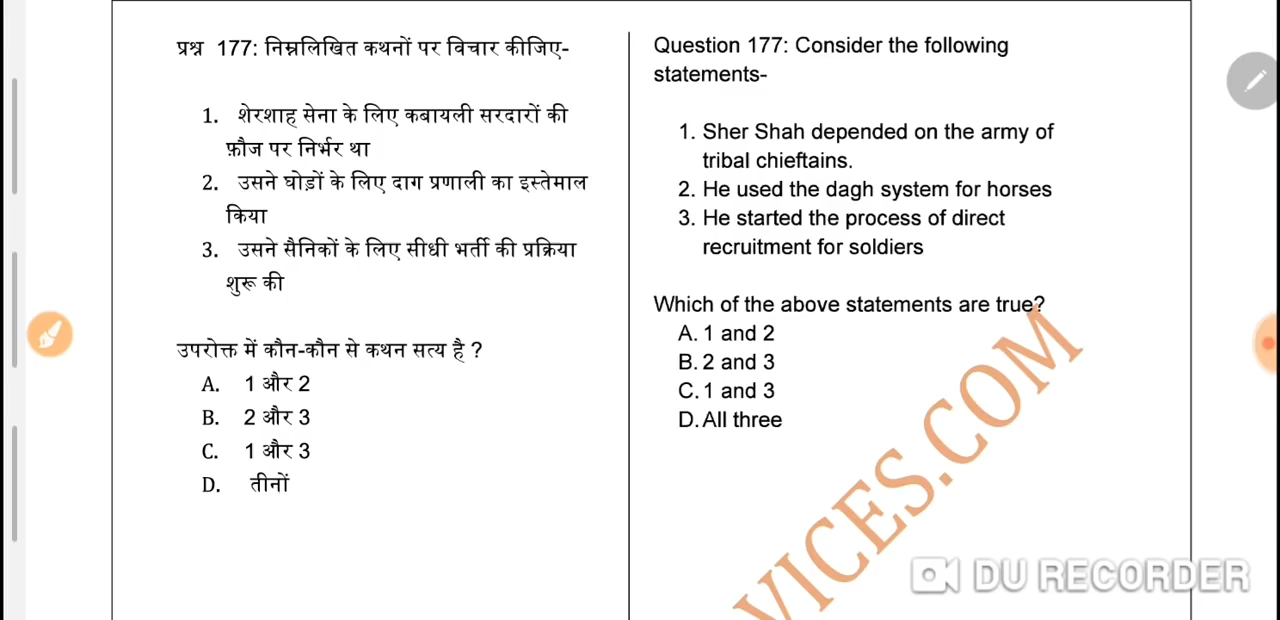 प्रश्न 177: निम्नलिखित कथनों पर विचार कीजिए-
1. शेरशाह सेना के लिए कबायली सरदारों की
फ़ौज पर निर्भर था
2. उसने घोड़ों के लिए दाग प्रणाली का इस्तेमाल
किया
3. उसने सैनिकों के लिए सीधी भर्ती की प्रक्रिया
शुरू की
उपरोक्त में कौन-कौन से कथन सत्य है ?
A. 1 और 2
B. 2 और 3
C. 1 और 3
D. तीनों
Question 177: Consider the following
statements-
1. Sher Shah depended on the army of
tribal chieftains.
2. He used the dagh system for horses
3. He started the process of direct
recruitment for soldiers
Which of the above statements are true?
A. 1 and 2
B. 2 and 3
C. 1 and 3
D. All three
VICES.COM
DU RECORDER